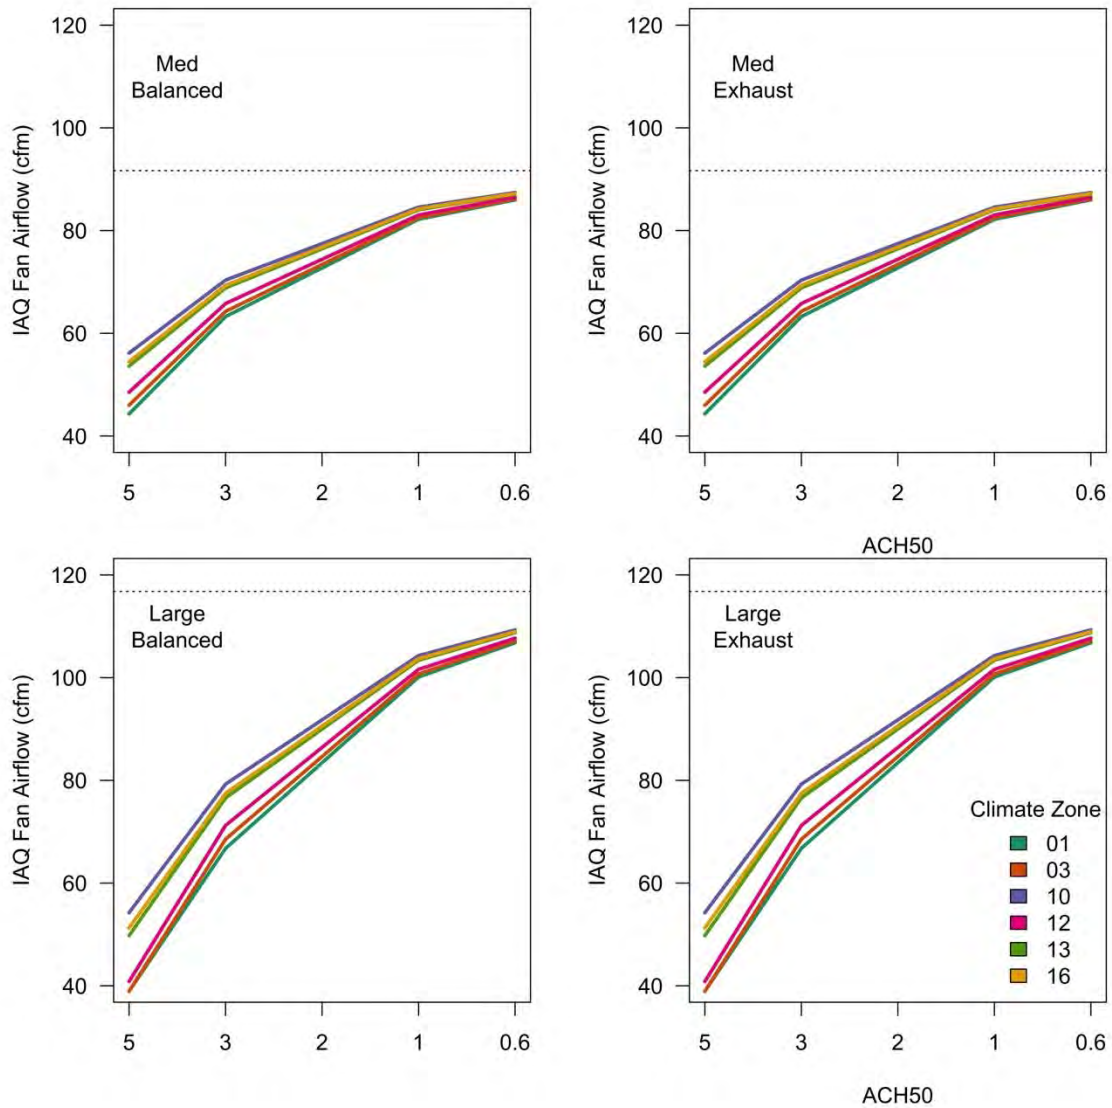 120
100
80
60
40
IAQ Fan Airflow (cfm)
Med
Balanced
5 3 2 1 0.6
120
100
80
60
40
IAQ Fan Airflow (cfm)
Med
Exhaust
5 3 2 1 0.6
ACH50
120
100
80
60
40
IAQ Fan Airflow (cfm)
Large
Balanced
5 3 2 1 0.6
120
100
80
60
40
IAQ Fan Airflow (cfm)
Large
Exhaust
Climate Zone
01
03
10
12
13
16
5 3 2 1 0.6
ACH50